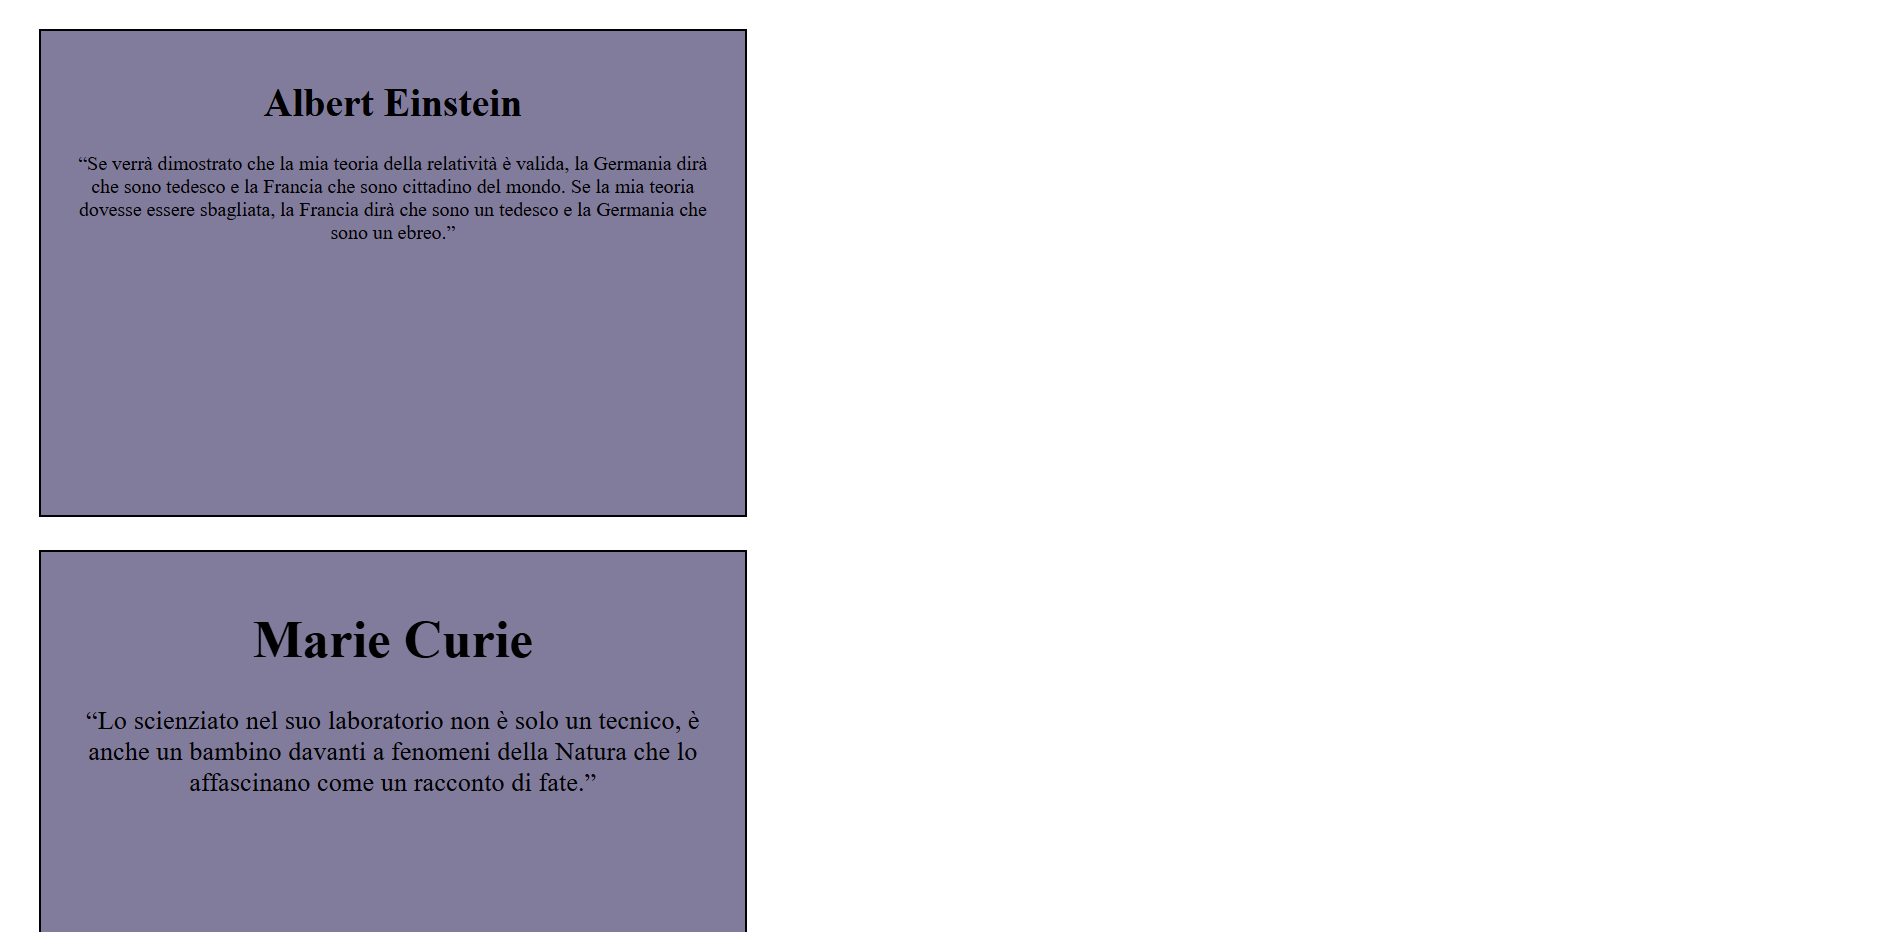 Albert Einstein
“Se verrà dimostrato che la mia teoria della relatività è valida, la Germania dirà
che sono tedesco e la Francia che sono cittadino del mondo. Se la mia teoria
dovesse essere sbagliata, la Francia dirà che sono un tedesco e la Germania che
sono un ebreo.”
Marie Curie
“Lo scienziato nel suo laboratorio non è solo un tecnico, è
anche un bambino davanti a fenomeni della Natura che lo
affascinano come un racconto di fate.”